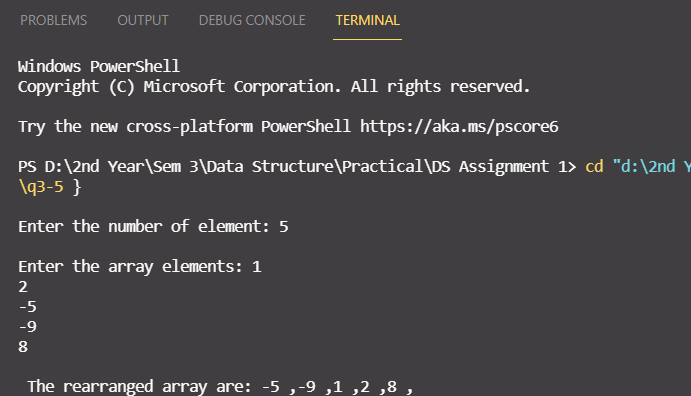 PROBLEMS OUTPUT DEBUG CONSOLE TERMINAL
Windows PowerShell
Copyright (C) Microsoft Corporation. All rights reserved.
Try the new cross-platform PowerShell https://aka.ms/pscore6
PS D:\2nd Year\Sem 3\Data Structure\Practical\DS Assignment 1> cd "d:\2nd Y
\q3-5 }
Enter the number of element: 5
Enter the array elements: 1
2
-5
-9
8
The rearranged array are: -5 ,-9 ,1 ,2 ,8 ,